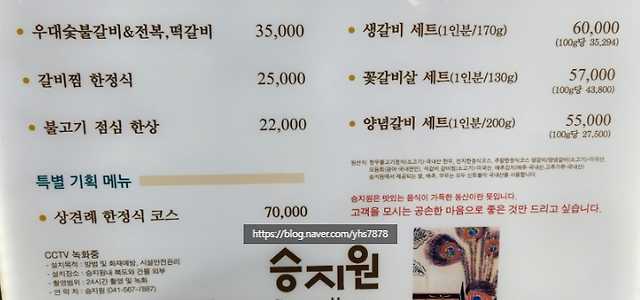 우대숯불갈비&전복,떡갈비 35,000
갈비찜 한정식 25,000
불고기 점심 한상 22,000
특별 기획 메뉴
상견례 한정식 코스 70,000
생갈비 세트(1인분/170g) 60,000
(100g당 35,294)
꽃갈비살 세트(1인분/130g) 57,000
(100g당 43,800)
양념갈비 세트(1인분/200g) 55,000
(100g당 27,500)
승지원은 맛있는 음식이 가득한 동산이란 뜻입니다.
고객을 모시는 공손한 마음으로 좋은 것만 드리고 싶습니다.
https://blog.naver.com/yhs7878
CCTV 녹화중
- 설치목적 : 방범 및 화재예방, 시설안전관리
- 설치장소 : 승지원내 복도와 건물 외부
- 촬영범위 : 24시간 촬영 및 녹화
- 연 락 처 : 승지원 (041-567-7887)
승지원